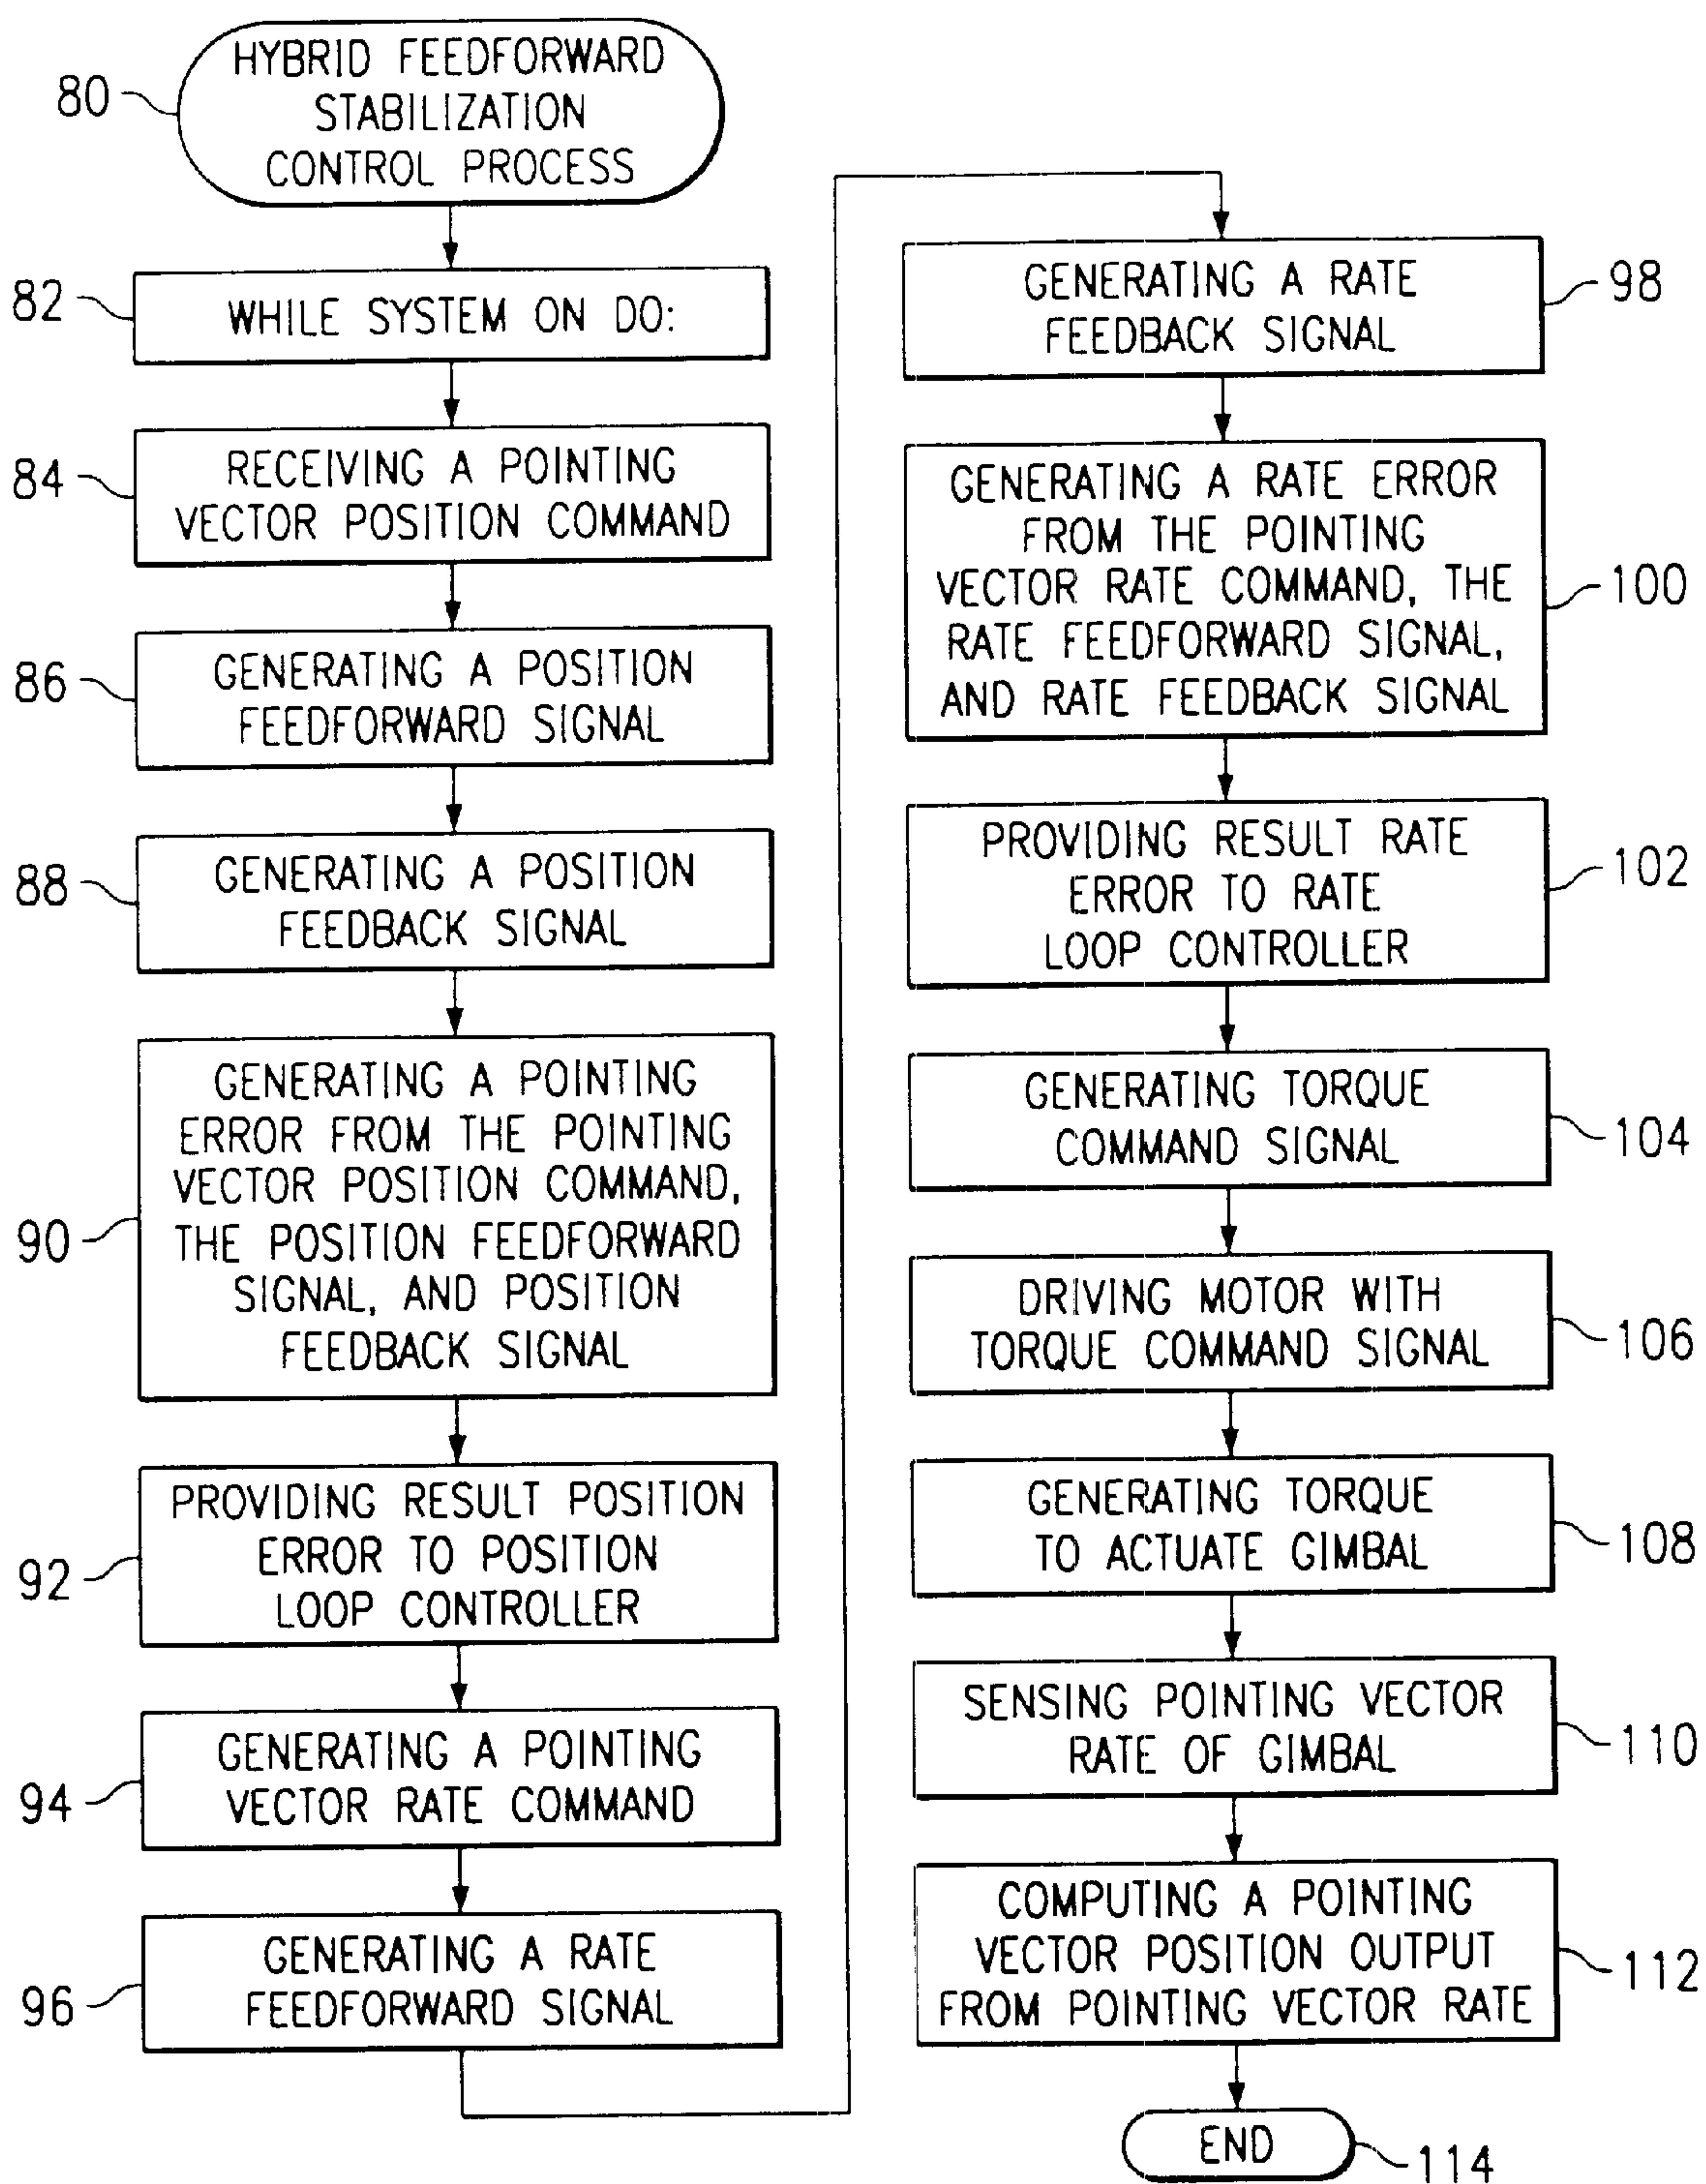 80
HYBRID FEEDFORWARD
STABILIZATION
CONTROL PROCESS
82
WHILE SYSTEM ON DO:
84
RECEIVING A POINTING
VECTOR POSITION COMMAND
86
GENERATING A POSITION
FEEDFORWARD SIGNAL
88
GENERATING A POSITION
FEEDBACK SIGNAL
90
GENERATING A POINTING
ERROR FROM THE POINTING
VECTOR POSITION COMMAND,
THE POSITION FEEDFORWARD
SIGNAL, AND POSITION
FEEDBACK SIGNAL
92
PROVIDING RESULT POSITION
ERROR TO POSITION
LOOP CONTROLLER
94
GENERATING A POINTING
VECTOR RATE COMMAND
96
GENERATING A RATE
FEEDFORWARD SIGNAL
GENERATING A RATE
FEEDBACK SIGNAL
98
GENERATING A RATE ERROR
FROM THE POINTING
VECTOR RATE COMMAND, THE
RATE FEEDFORWARD SIGNAL,
AND RATE FEEDBACK SIGNAL
100
PROVIDING RESULT RATE
ERROR TO RATE
LOOP CONTROLLER
102
GENERATING TORQUE
COMMAND SIGNAL
104
DRIVING MOTOR WITH
TORQUE COMMAND SIGNAL
106
GENERATING TORQUE
TO ACTUATE GIMBAL
108
SENSING POINTING VECTOR
RATE OF GIMBAL
110
COMPUTING A POINTING
VECTOR POSITION OUTPUT
FROM POINTING VECTOR RATE
112
END
114